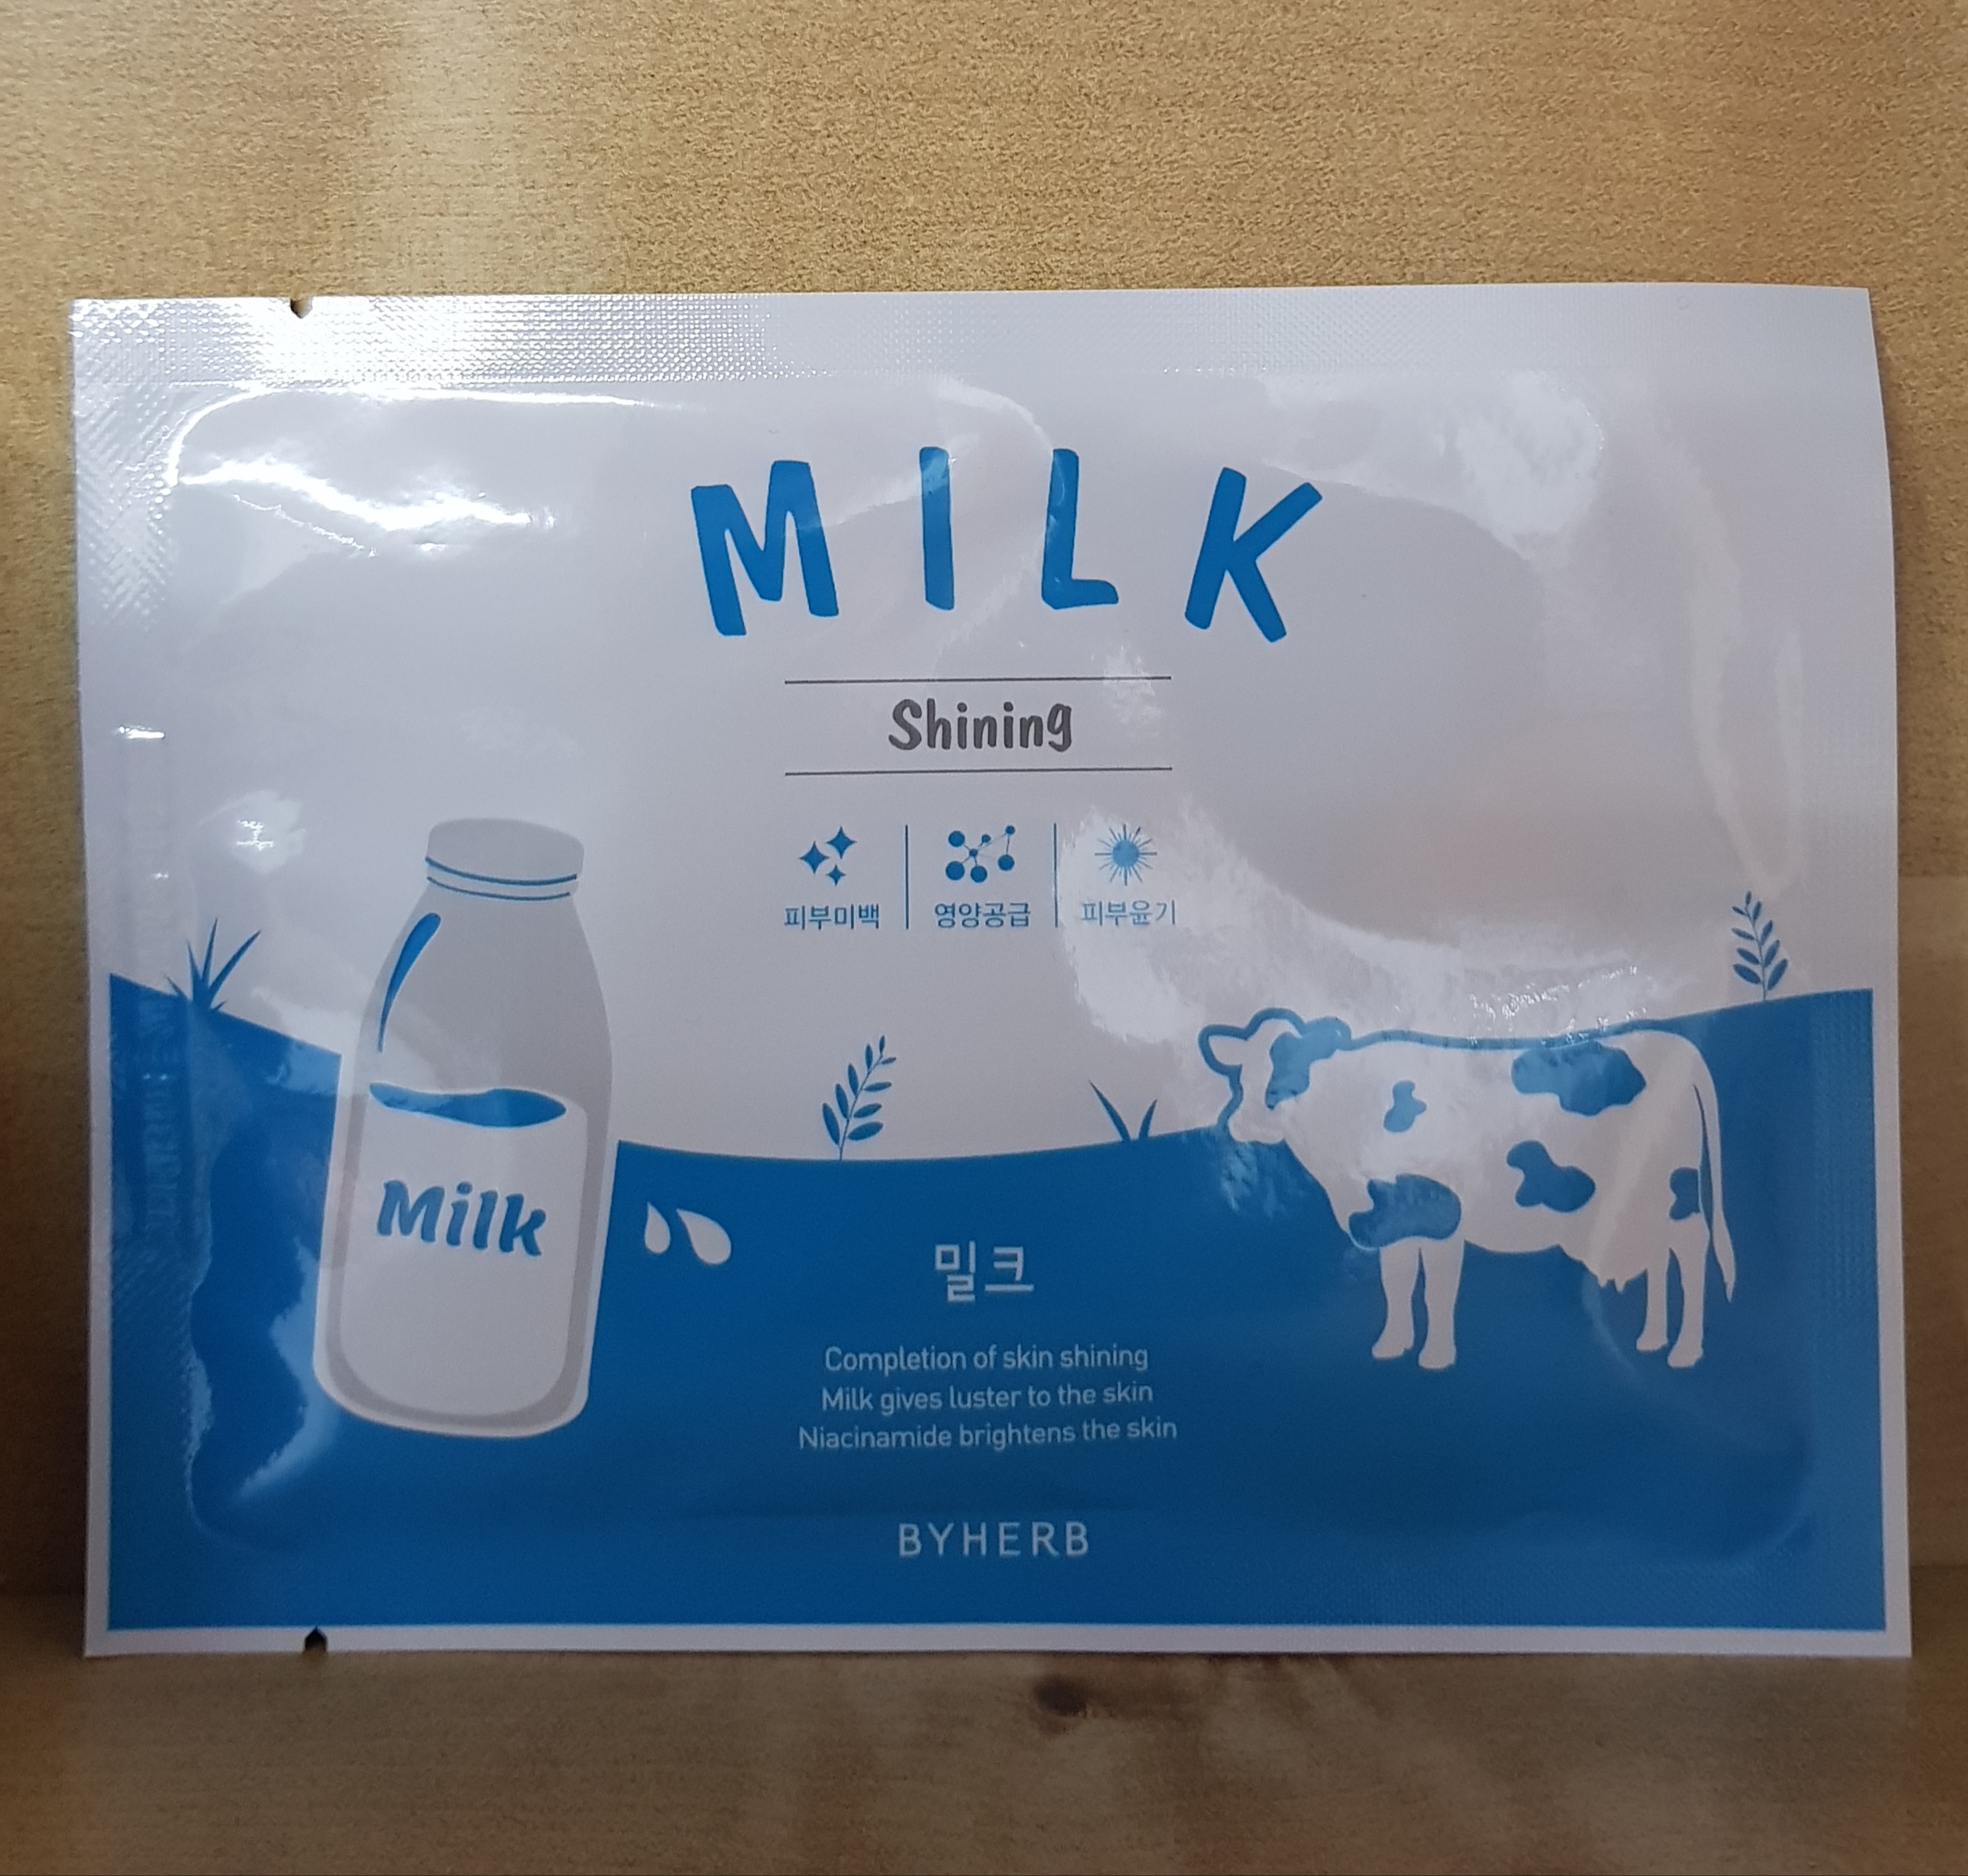 MILK
Shining
피부미백 영양공급 피부윤기
Milk
밀크
Completion of skin shining
Milk gives luster to the skin
Niacinamide brightens the skin
BYHERB